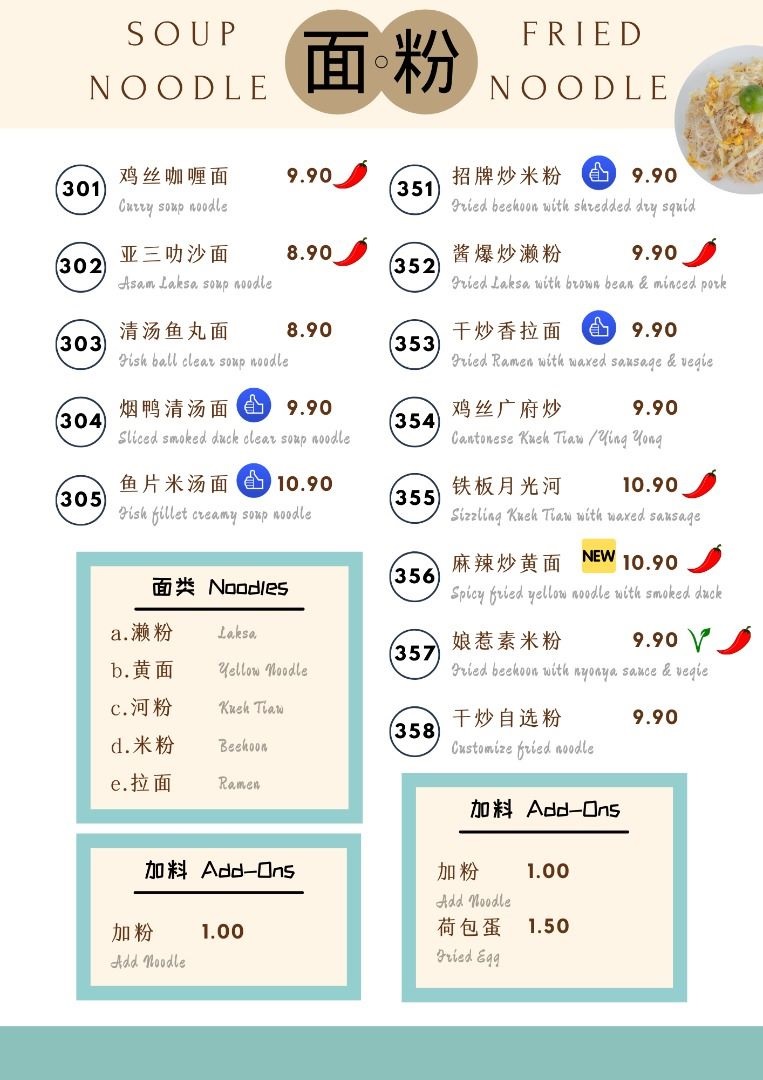 SOUP
NOODLE
面○粉
FRIED
NOODLE
301 鸡丝咖喱面 9.90
Curry soup noodle
302 亚三叻沙面 8.90
Asam Laksa soup noodle
303 清汤鱼丸面 8.90
Fish ball clear soup noodle
304 烟鸭清汤面 9.90
Sliced smoked duck clear soup noodle
305 鱼片米汤面 10.90
Fish fillet creamy soup noodle
面类 Noodles
a.濑粉 Laksa
b.黄面 Yellow Noodle
c.河粉 Kueh Tiaw
d.米粉 Beehoon
e.拉面 Ramen
加料 Add-Ons
加粉 1.00
Add Noodle
351 招牌炒米粉 9.90
Fried beehoon with shredded dry squid
352 酱爆炒濑粉 9.90
Fried Laksa with brown bean & minced pork
353 干炒香拉面 9.90
Fried Ramen with waxed sausage & vegie
354 鸡丝广府炒 9.90
Cantonese Kueh Tiaw /Ying Yong
355 铁板月光河 10.90
Sizzling Kueh Tiaw with waxed sausage
356 麻辣炒黄面 NEW 10.90
Spicy fried yellow noodle with smoked duck
357 娘惹素米粉 9.90
Fried beehoon with nyonya sauce & vegie
358 干炒自选粉 9.90
Customize fried noodle
加料 Add-Ons
加粉 1.00
Add Noodle
荷包蛋 1.50
Fried Egg